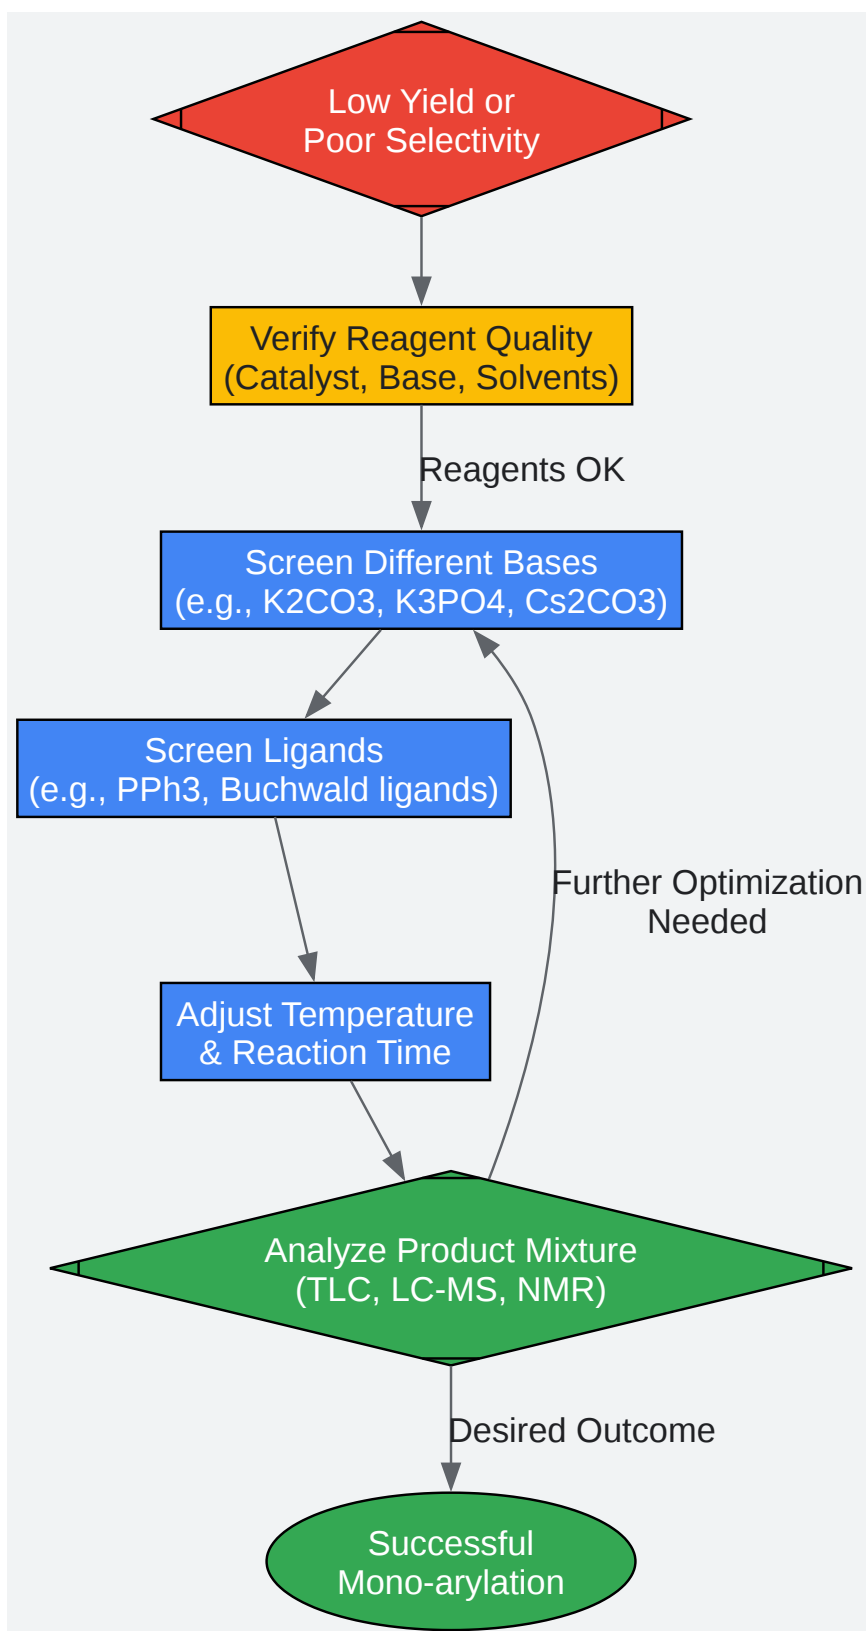 Low Yield or
Poor Selectivity
Verify Reagent Quality
(Catalyst, Base, Solvents)
Reagents OK
Screen Different Bases
(e.g., K2CO3, K3PO4, Cs2CO3)
Screen Ligands
(e.g., PPh3, Buchwald ligands)
Further Optimization
Needed
Adjust Temperature
& Reaction Time
Analyze Product Mixture
(TLC, LC-MS, NMR)
Desired Outcome
Successful
Mono-arylation